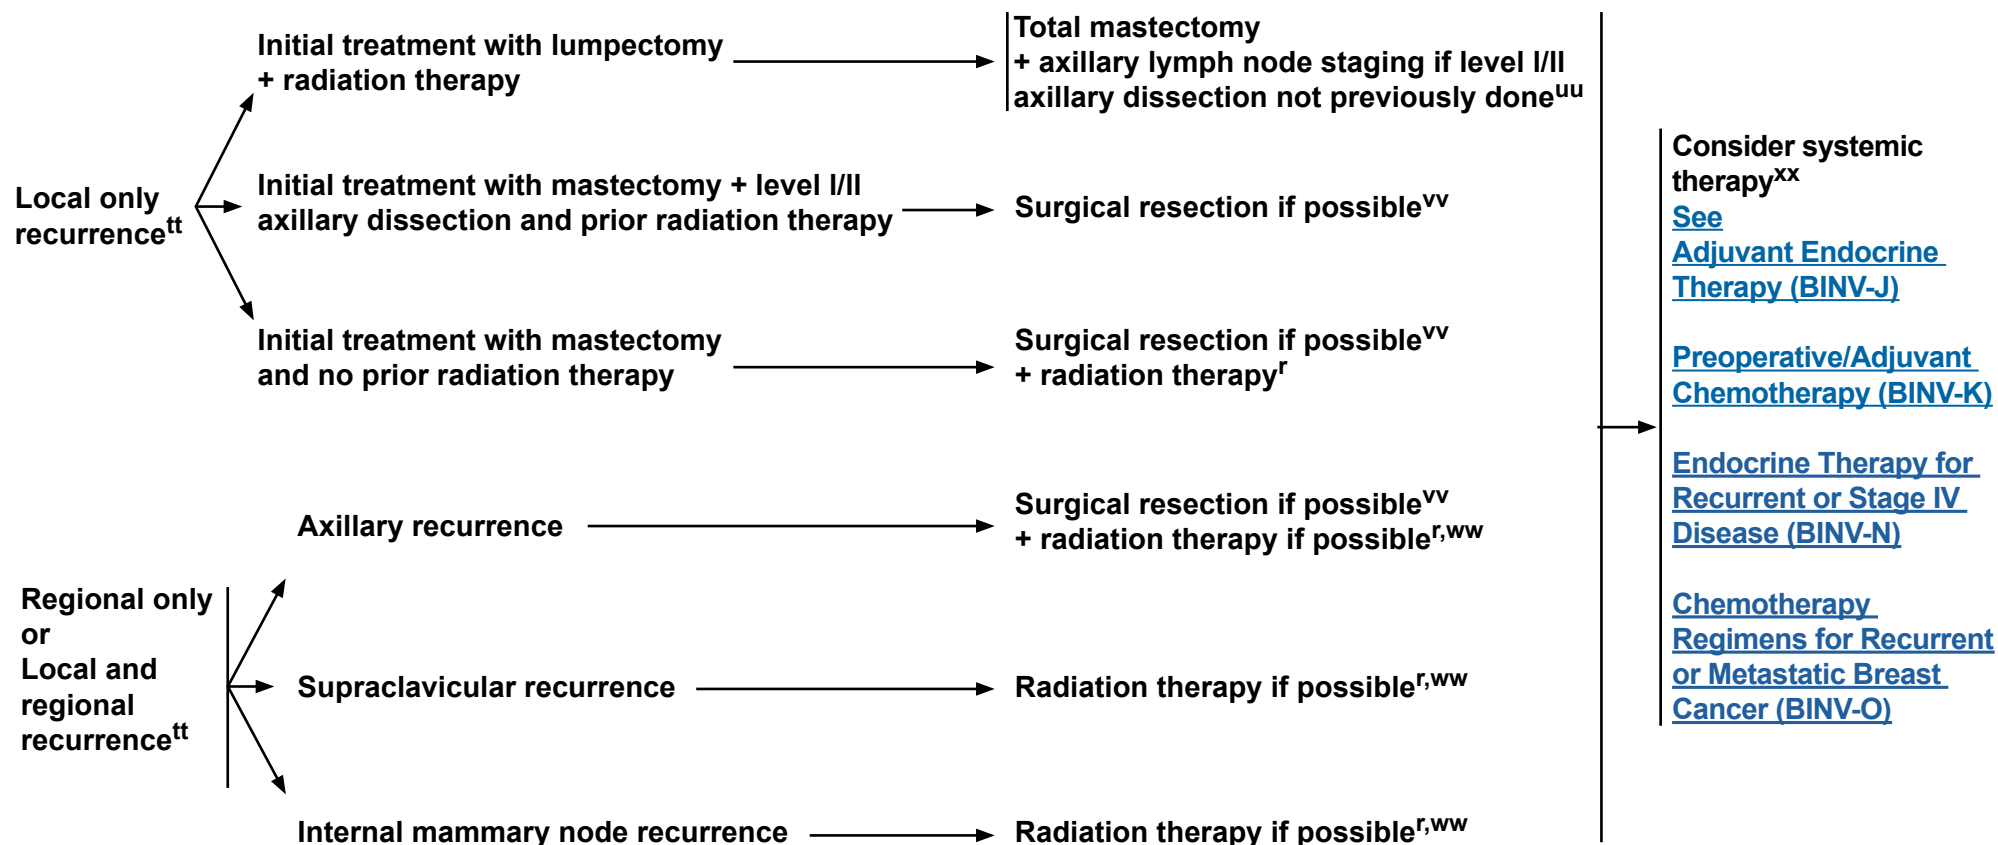 Local only
recurrencett
Initial treatment with lumpectomy
+ radiation therapy
Total mastectomy
+ axillary lymph node staging if level I/II
axillary dissection not previously doneuu
Initial treatment with mastectomy + level I/II
axillary dissection and prior radiation therapy
Surgical resection if possiblevv
Initial treatment with mastectomy
and no prior radiation therapy
Surgical resection if possiblevv
+ radiation therapyr
Regional only
or
Local and
regional
recurrencett
Axillary recurrence
Surgical resection if possiblevv
+ radiation therapy if possibler,ww
Supraclavicular recurrence
Radiation therapy if possibler,ww
Internal mammary node recurrence
Radiation therapy if possibler,ww
Consider systemic
therapyxx
See
Adjuvant Endocrine
Therapy (BINV-J)
Preoperative/Adjuvant
Chemotherapy (BINV-K)
Endocrine Therapy for
Recurrent or Stage IV
Disease (BINV-N)
Chemotherapy
Regimens for Recurrent
or Metastatic Breast
Cancer (BINV-O)